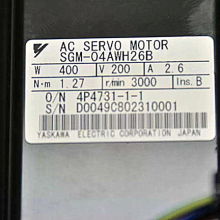 AC SERVO MOTOR
SGM-04AWH26B
W 400 V 200 A 2.6
N·m 1.27 r/min 3000 Ins. B
O/N 4P4731-1-1
S/N D0049C802310001
YASKAWA ELECTRIC CORPORATION JAPAN